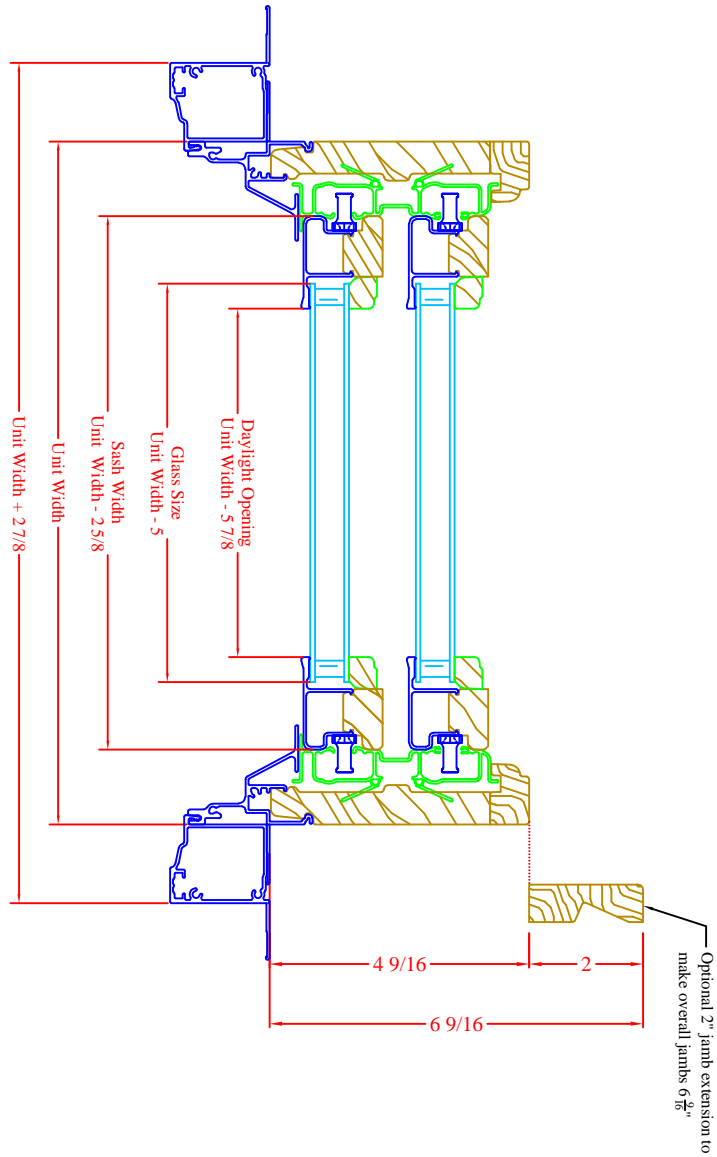 Optional 2" jamb extension to
make overall jambs 6 9/16"
Daylight Opening
Unit Width - 5 7/8
Glass Size
Unit Width - 5
Sash Width
Unit Width - 2 5/8
Unit Width
Unit Width + 2 7/8
4 9/16
2
6 9/16